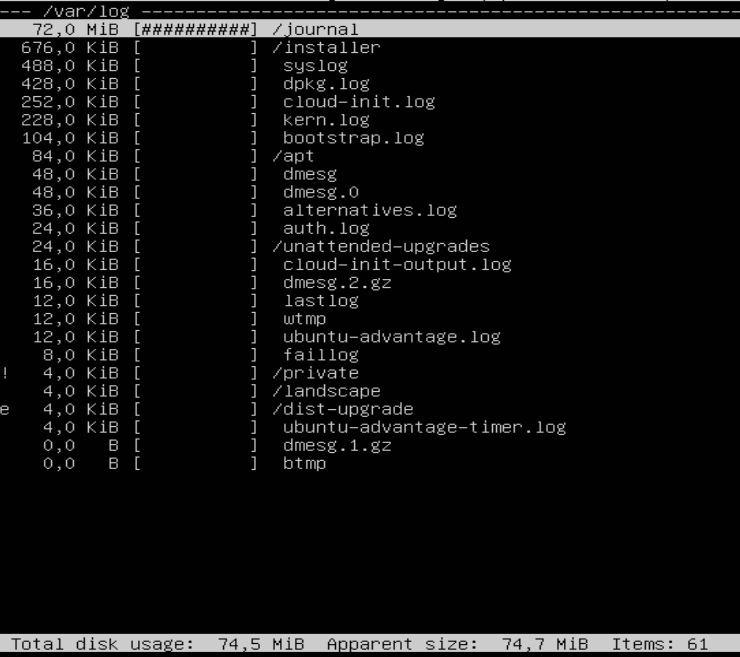 --- /var/log ------------------------------------------------------------
72,0 MiB [##########] /journal
676,0 KiB [          ] /installer
488,0 KiB [          ]  syslog
428,0 KiB [          ]  dpkg.log
252,0 KiB [          ]  cloud-init.log
228,0 KiB [          ]  kern.log
104,0 KiB [          ]  bootstrap.log
84,0 KiB [          ] /apt
48,0 KiB [          ]  dmesg
48,0 KiB [          ]  dmesg.0
36,0 KiB [          ]  alternatives.log
24,0 KiB [          ]  auth.log
24,0 KiB [          ] /unattended-upgrades
16,0 KiB [          ]  cloud-init-output.log
16,0 KiB [          ]  dmesg.2.gz
12,0 KiB [          ]  lastlog
12,0 KiB [          ]  wtmp
12,0 KiB [          ]  ubuntu-advantage.log
8,0 KiB [          ]  faillog
! 4,0 KiB [          ] /private
4,0 KiB [          ] /landscape
e 4,0 KiB [          ] /dist-upgrade
4,0 KiB [          ]  ubuntu-advantage-timer.log
0,0   B [          ]  dmesg.1.gz
0,0   B [          ]  btmp
Total disk usage:  74,5 MiB  Apparent size:  74,7 MiB  Items: 61